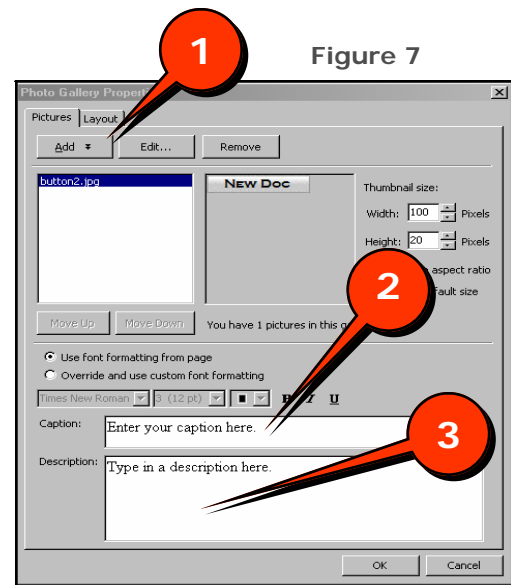 1
Figure 7
Photo Gallery Propert
Pictures Layout
Add Edit... Remove
button2.jpg
NEW DOC
Thumbnail size:
Width: 100 Pixels
Height: 20 Pixels
aspect ratio
2
size
Move Up Move Down You have 1 pictures in this
Use font formatting from page
Override and use custom font formatting
Times New Roman 3 (12 pt) B I U
Caption: Enter your caption here.
3
Description: Type in a description here.
OK Cancel